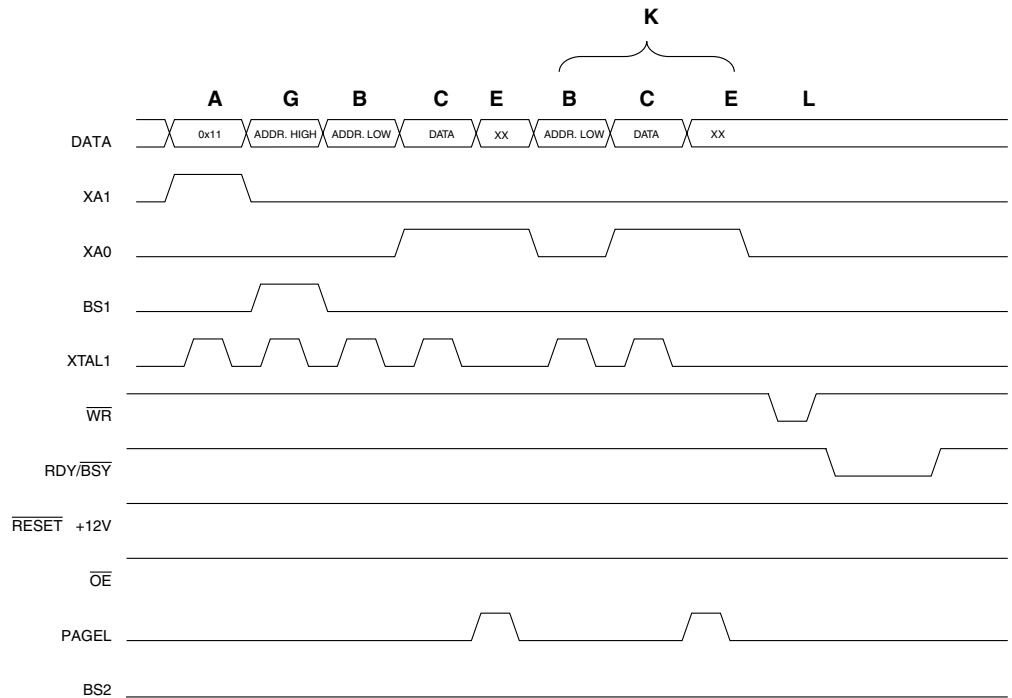 K
A G B C E B C E L
DATA 0x11 ADDR. HIGH ADDR. LOW DATA XX ADDR. LOW DATA XX
XA1
XA0
BS1
XTAL1
WR
RDY/BSY
RESET +12V
OE
PAGEL
BS2